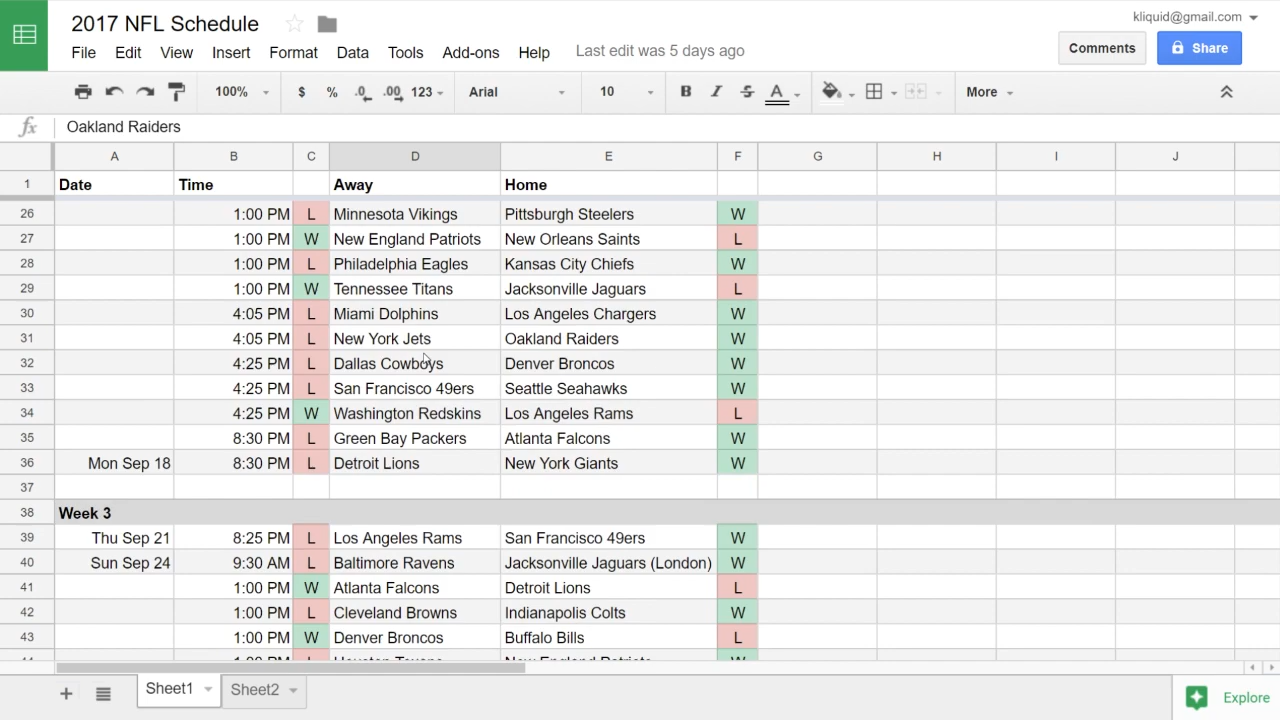 2017 NFL Schedule
kliquid@gmail.com
File Edit View Insert Format Data Tools Add-ons Help Last edit was 5 days ago
Comments Share
100% $ % .0 .00 123 Arial 10 B I S A More
fx Oakland Raiders
A B C D E F G H I J
1 Date Time Away Home
26 1:00 PM L Minnesota Vikings Pittsburgh Steelers W
27 1:00 PM W New England Patriots New Orleans Saints L
28 1:00 PM L Philadelphia Eagles Kansas City Chiefs W
29 1:00 PM W Tennessee Titans Jacksonville Jaguars L
30 4:05 PM L Miami Dolphins Los Angeles Chargers W
31 4:05 PM L New York Jets Oakland Raiders W
32 4:25 PM L Dallas Cowboys Denver Broncos W
33 4:25 PM L San Francisco 49ers Seattle Seahawks W
34 4:25 PM W Washington Redskins Los Angeles Rams L
35 8:30 PM L Green Bay Packers Atlanta Falcons W
36 Mon Sep 18 8:30 PM L Detroit Lions New York Giants W
37
38 Week 3
39 Thu Sep 21 8:25 PM L Los Angeles Rams San Francisco 49ers W
40 Sun Sep 24 9:30 AM L Baltimore Ravens Jacksonville Jaguars (London) W
41 1:00 PM W Atlanta Falcons Detroit Lions L
42 1:00 PM L Cleveland Browns Indianapolis Colts W
43 1:00 PM W Denver Broncos Buffalo Bills L
44 1:00 PM L Houston Texans New England Patriots W
Sheet1 Sheet2
Explore